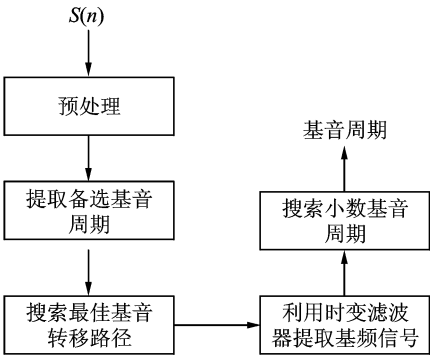 S(n)
预处理
提取备选基音
周期
搜索最佳基音
转移路径
利用时变滤波
器提取基频信号
搜索小数基音
周期
基音周期